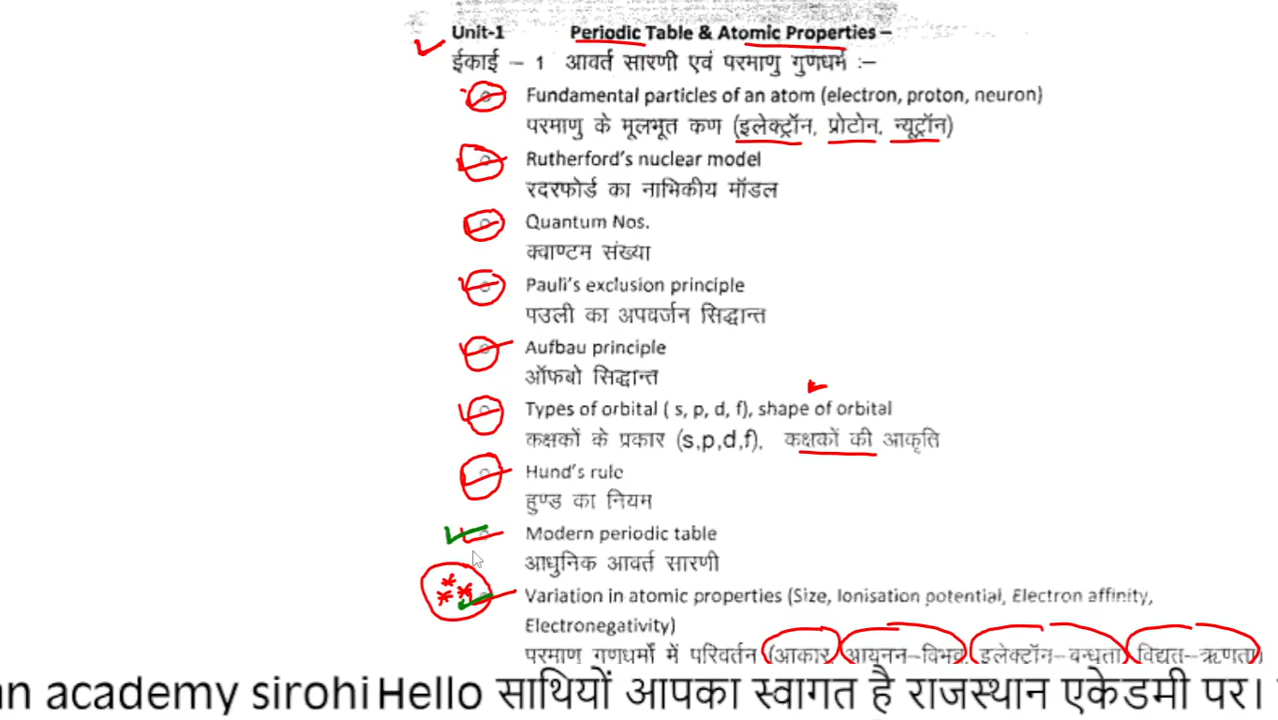 Unit-1 Periodic Table & Atomic Properties –
ईकाई – 1 आवर्त सारणी एवं परमाणु गुणधर्म :–
Fundamental particles of an atom (electron, proton, neuron)
परमाणु के मूलभूत कण (इलेक्ट्रॉन, प्रोटोन, न्यूट्रॉन)
Rutherford's nuclear model
रदरफोर्ड का नाभिकीय मॉडल
Quantum Nos.
क्वाण्टम संख्या
Pauli's exclusion principle
पउली का अपवर्जन सिद्धान्त
Aufbau principle
ऑफबो सिद्धान्त
Types of orbital ( s, p, d, f), shape of orbital
कक्षकों के प्रकार (s,p,d,f), कक्षकों की आकृति
Hund's rule
हुण्ड का नियम
Modern periodic table
आधुनिक आवर्त सारणी
Variation in atomic properties (Size, Ionisation potential, Electron affinity,
Electronegativity)
परमाण गणधर्मों में परिवर्तन (आकार, आयनन–विभव, इलेक्ट्रॉन–बन्धता, विद्यत–ऋणता)
an academy sirohi Hello साथियों आपका स्वागत है राजस्थान एकेडमी पर।